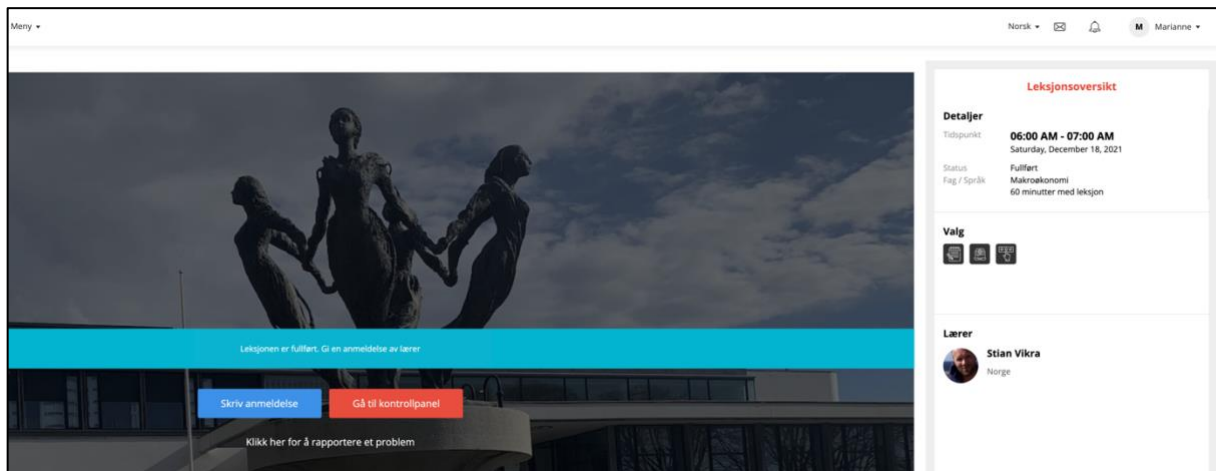 Meny
Norsk
M Marianne
Leksjonsoversikt
Detaljer
Tidspunkt 06:00 AM - 07:00 AM
Saturday, December 18, 2021
Status Fullført
Fag / Språk Makroøkonomi
60 minutter med leksjon
Valg
Lærer
Stian Vikra
Norge
Leksjonen er fullført. Gi en anmeldelse av lærer
Skriv anmeldelse Gå til kontrollpanel
Klikk her for å rapportere et problem